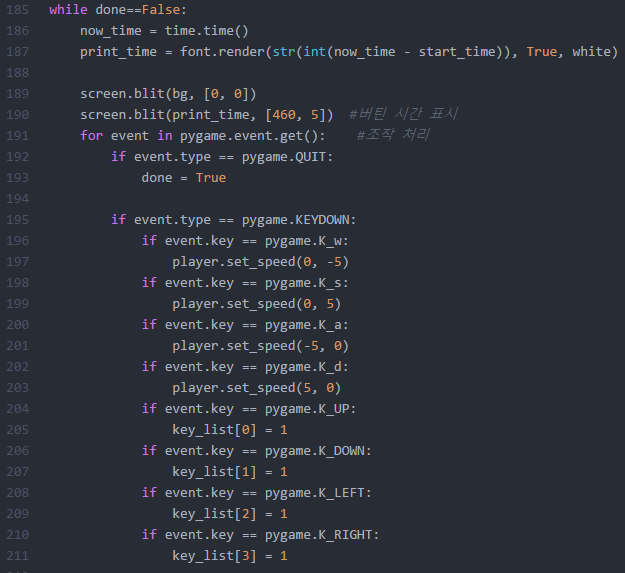 185 while done==False:
186     now_time = time.time()
187     print_time = font.render(str(int(now_time - start_time)), True, white)
188
189     screen.blit(bg, [0, 0])
190     screen.blit(print_time, [460, 5])  #버틴 시간 표시
191     for event in pygame.event.get():    #조작 처리
192         if event.type == pygame.QUIT:
193             done = True
194
195         if event.type == pygame.KEYDOWN:
196             if event.key == pygame.K_w:
197                 player.set_speed(0, -5)
198             if event.key == pygame.K_s:
199                 player.set_speed(0, 5)
200             if event.key == pygame.K_a:
201                 player.set_speed(-5, 0)
202             if event.key == pygame.K_d:
203                 player.set_speed(5, 0)
204             if event.key == pygame.K_UP:
205                 key_list[0] = 1
206             if event.key == pygame.K_DOWN:
207                 key_list[1] = 1
208             if event.key == pygame.K_LEFT:
209                 key_list[2] = 1
210             if event.key == pygame.K_RIGHT:
211                 key_list[3] = 1